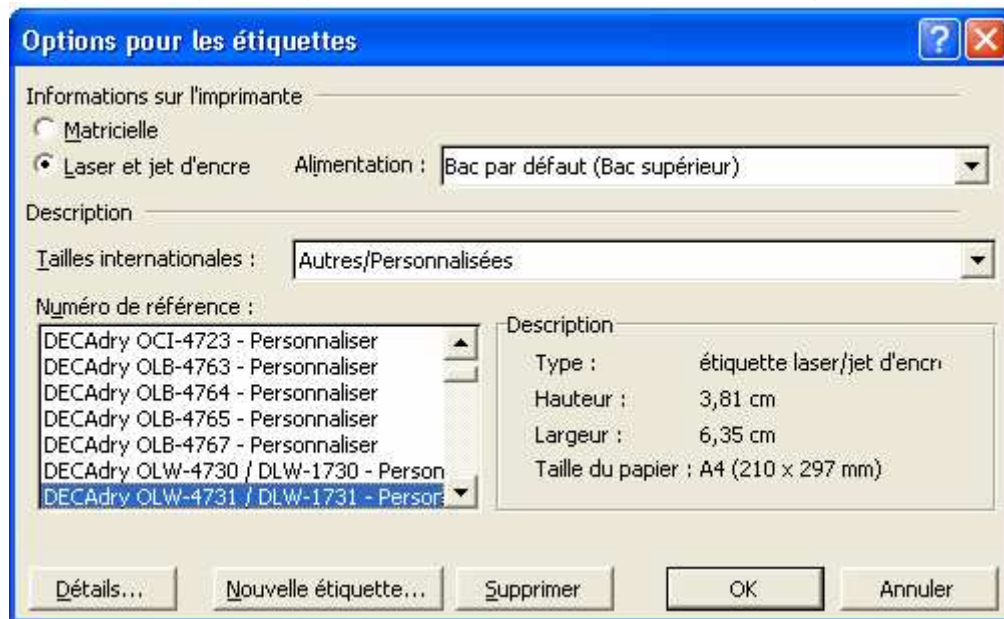 Options pour les étiquettes
Informations sur l'imprimante
Matricielle
Laser et jet d'encre
Alimentation : Bac par défaut (Bac supérieur)
Description
Tailles internationales : Autres/Personnalisées
Numéro de référence :
DECAdry OCI-4723 - Personnaliser
DECAdry OLB-4763 - Personnaliser
DECAdry OLB-4764 - Personnaliser
DECAdry OLB-4765 - Personnaliser
DECAdry OLB-4767 - Personnaliser
DECAdry OLW-4730 / DLW-1730 - Person
DECAdry OLW-4731 / DLW-1731 - Person
Description
Type : étiquette laser/jet d'encr
Hauteur : 3,81 cm
Largeur : 6,35 cm
Taille du papier : A4 (210 x 297 mm)
Détails... Nouvelle étiquette... Supprimer OK Annuler